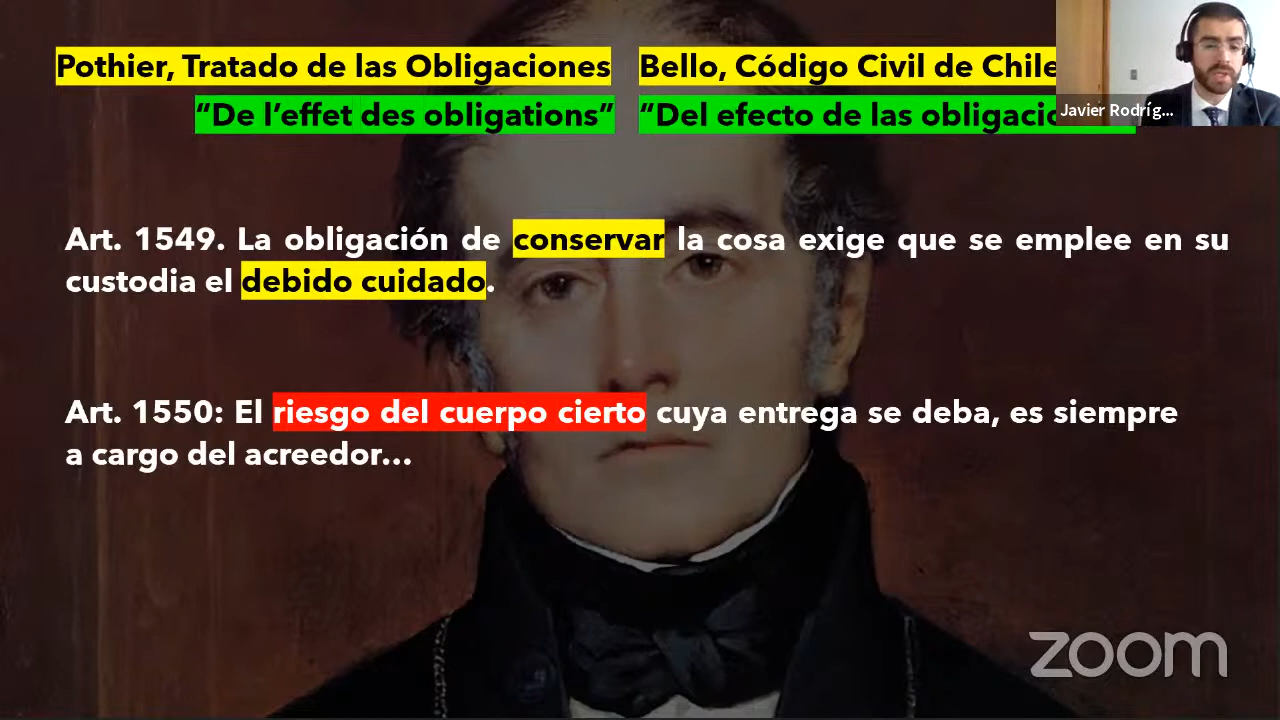 Pothier, Tratado de las Obligaciones
Bello, Código Civil de Chile
“De l’effet des obligations”
“Del efecto de las
Javier Rodríg...
Art. 1549. La obligación de conservar la cosa exige que se emplee en su
custodia el debido cuidado.
Art. 1550: El riesgo del cuerpo cierto cuya entrega se deba, es siempre
a cargo del acreedor...
zoom